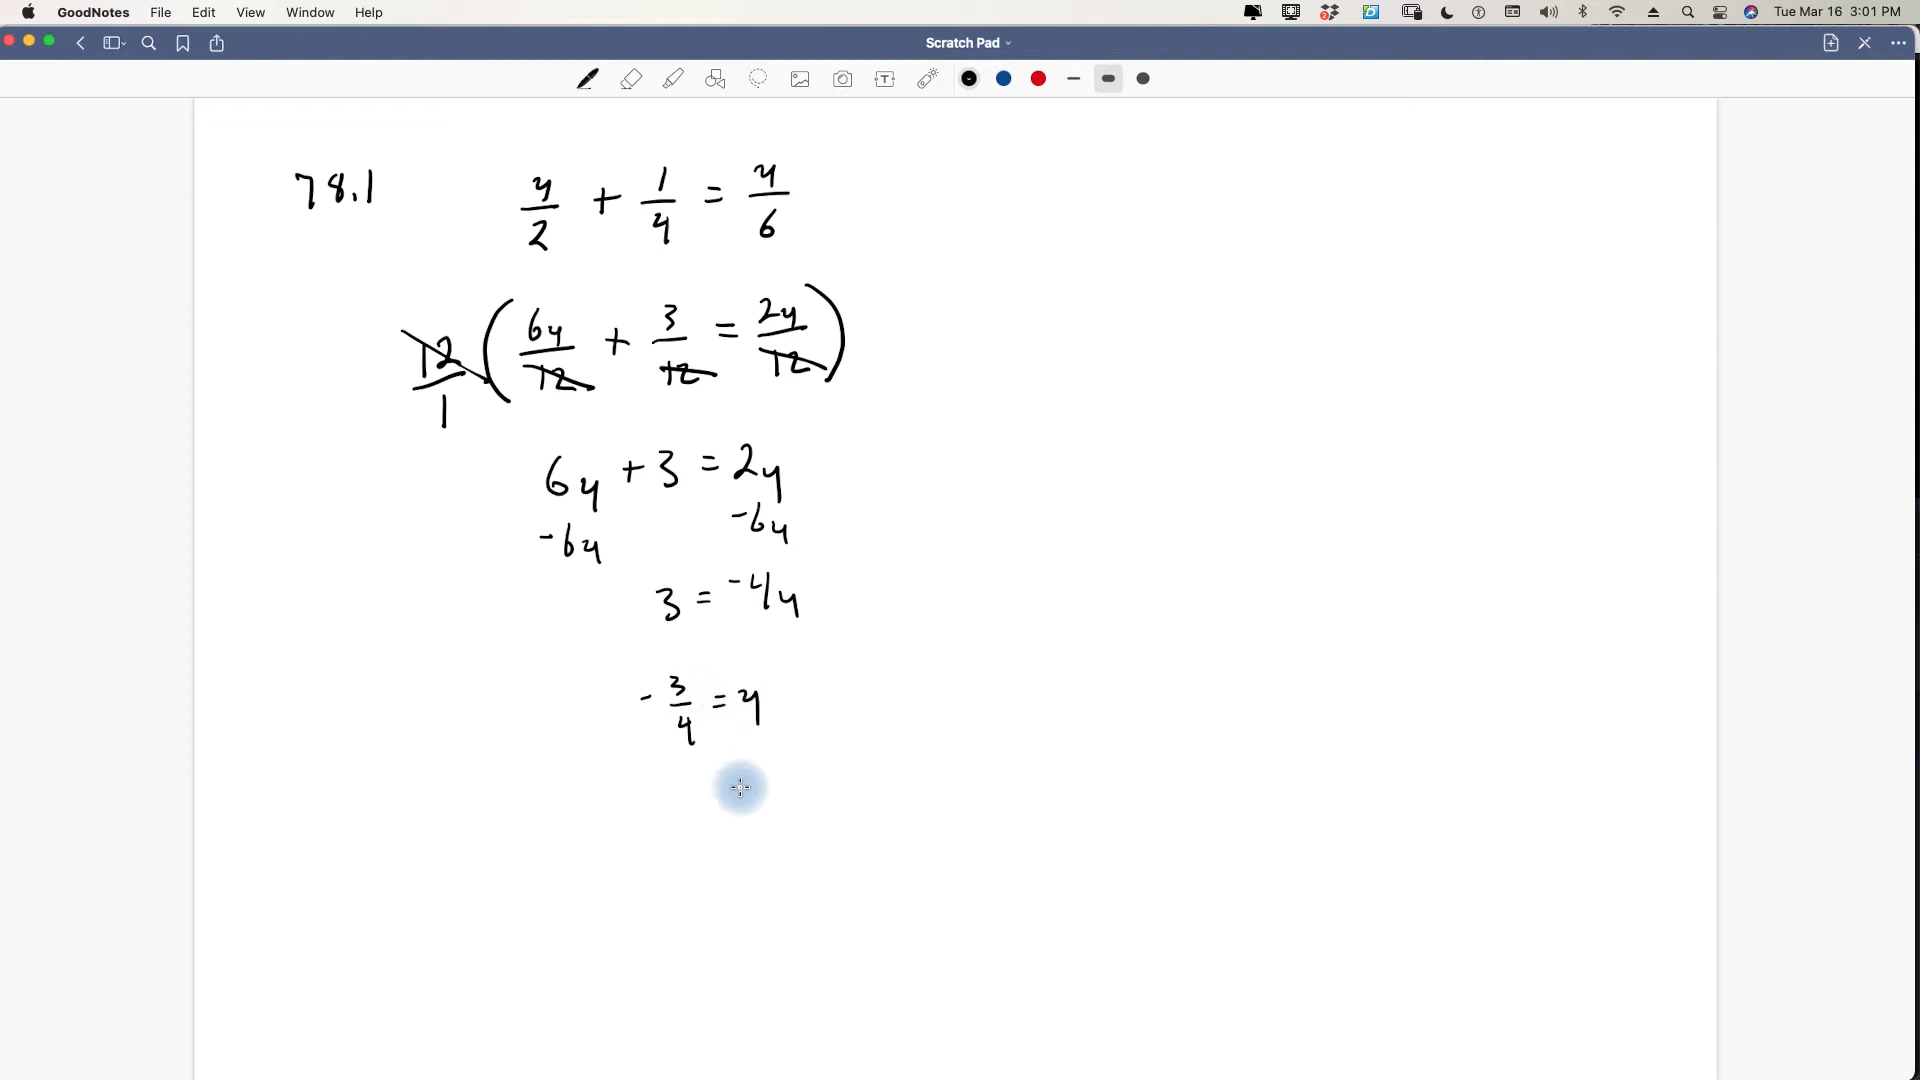 GoodNotes File Edit View Window Help Tue Mar 16 3:01 PM
Scratch Pad
78.1 y/2 + 1/4 = y/6
12/1 ( 6y/12 + 3/12 = 2y/12 )
6y + 3 = 2y
-6y -6y
3 = -4y
- 3/4 = y